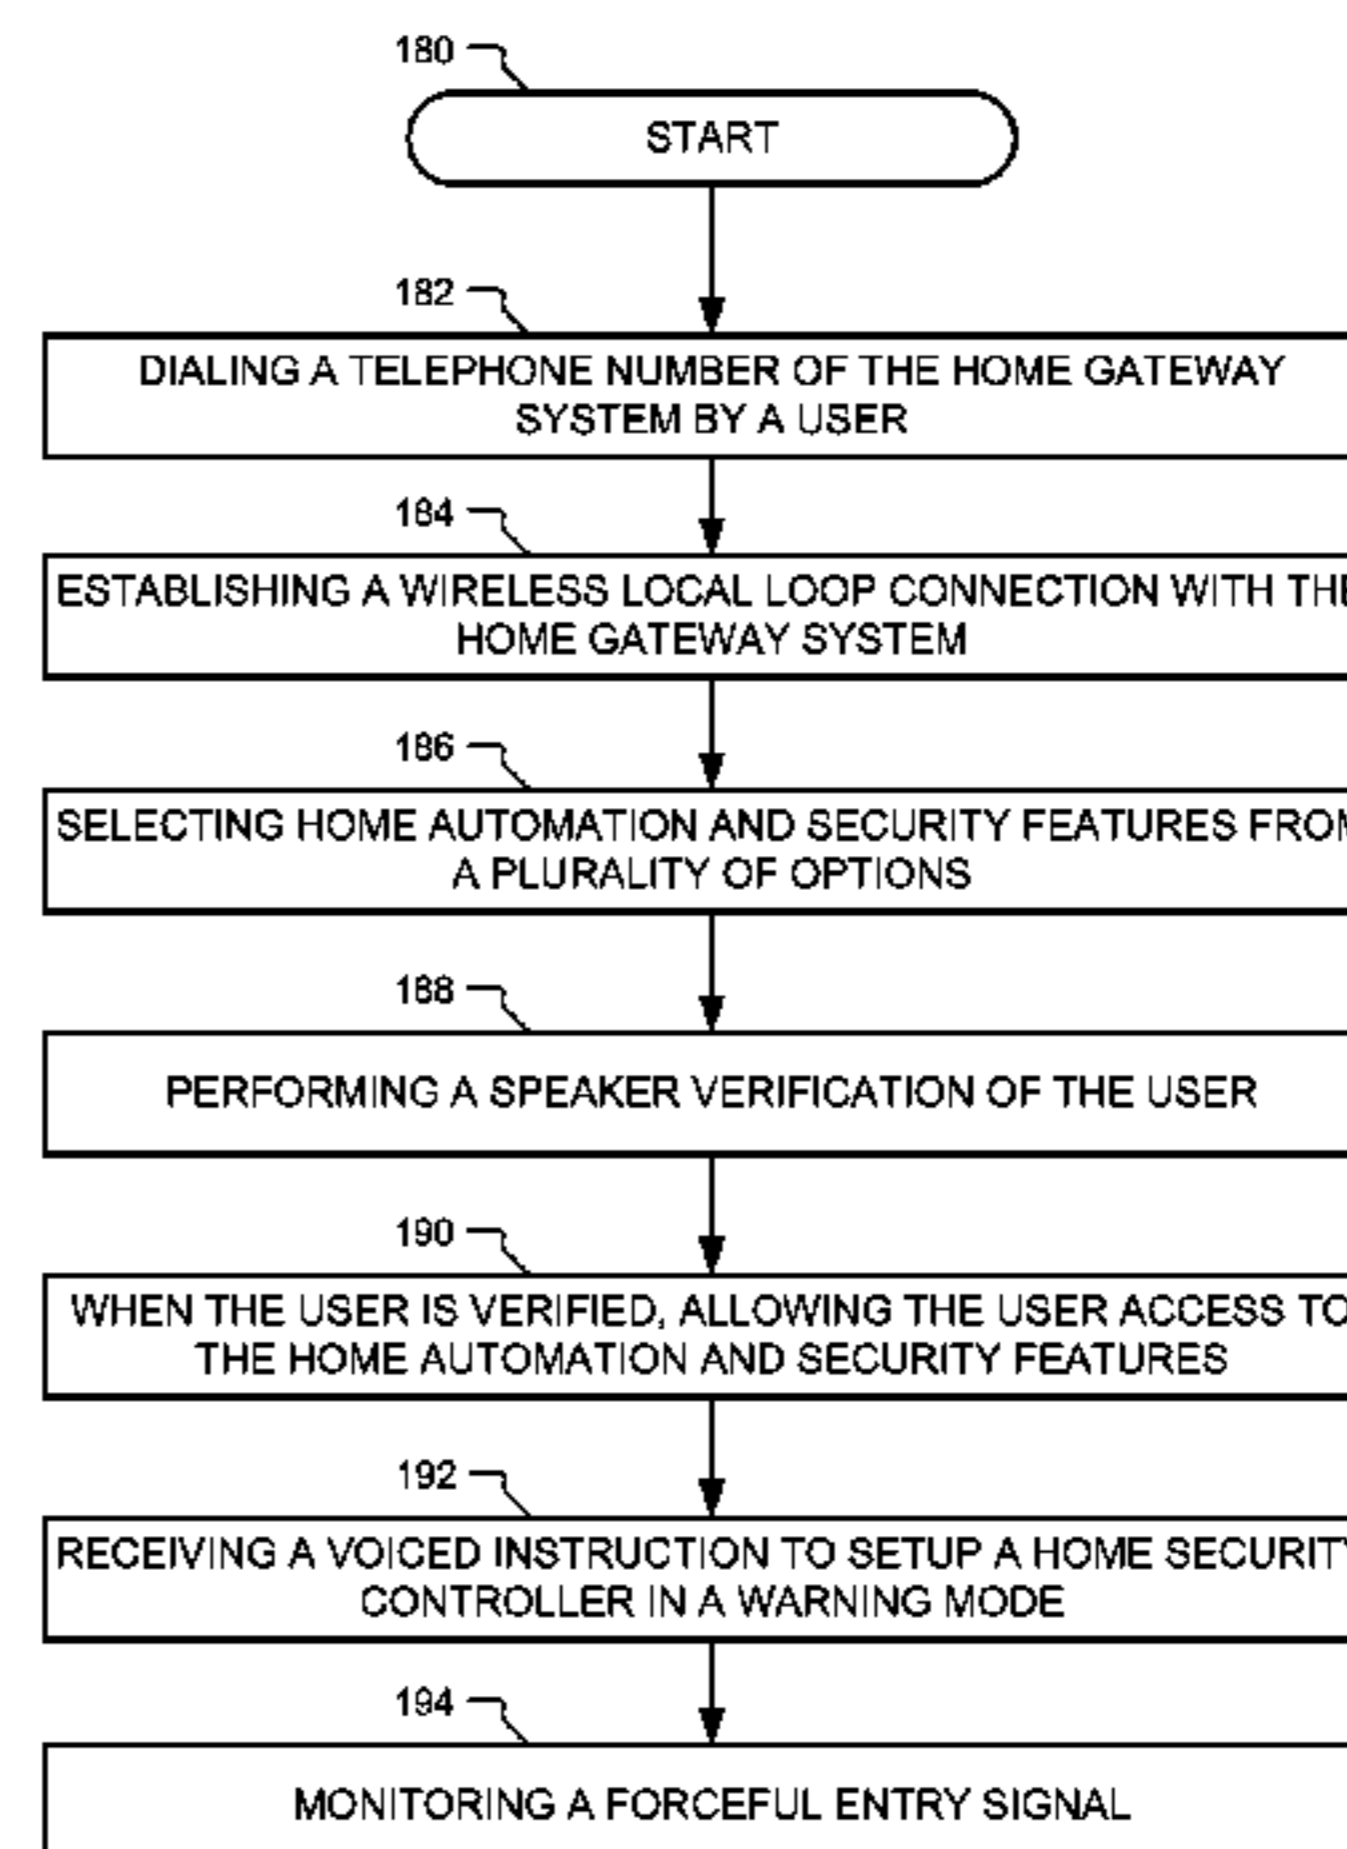 180
START
182
DIALING A TELEPHONE NUMBER OF THE HOME GATEWAY
SYSTEM BY A USER
184
ESTABLISHING A WIRELESS LOCAL LOOP CONNECTION WITH THE
HOME GATEWAY SYSTEM
186
SELECTING HOME AUTOMATION AND SECURITY FEATURES FROM
A PLURALITY OF OPTIONS
188
PERFORMING A SPEAKER VERIFICATION OF THE USER
190
WHEN THE USER IS VERIFIED, ALLOWING THE USER ACCESS TO
THE HOME AUTOMATION AND SECURITY FEATURES
192
RECEIVING A VOICED INSTRUCTION TO SETUP A HOME SECURITY
CONTROLLER IN A WARNING MODE
194
MONITORING A FORCEFUL ENTRY SIGNAL